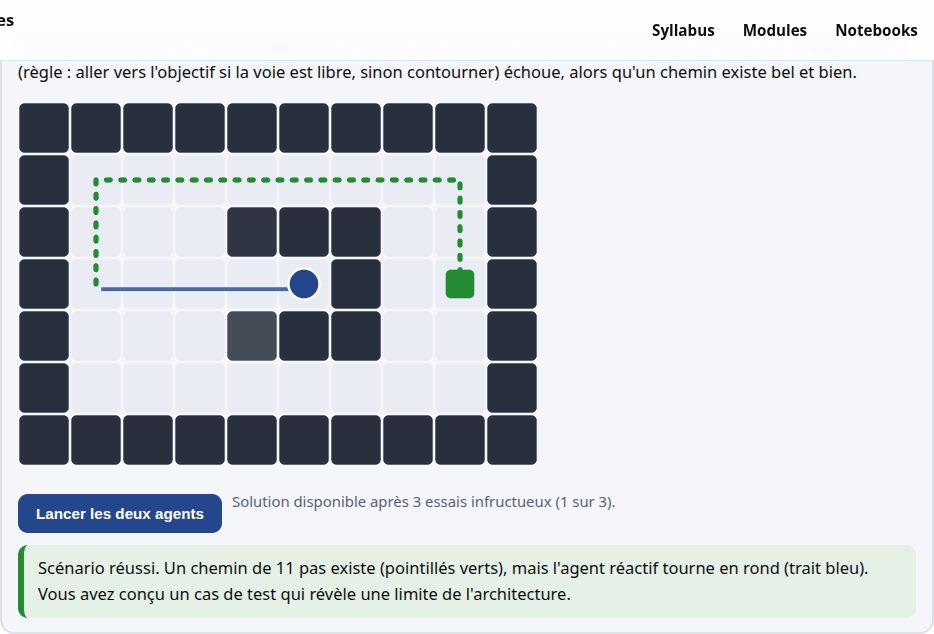 es
Syllabus Modules Notebooks
(règle : aller vers l'objectif si la voie est libre, sinon contourner) échoue, alors qu'un chemin existe bel et bien.
Lancer les deux agents
Solution disponible après 3 essais infructueux (1 sur 3).
Scénario réussi. Un chemin de 11 pas existe (pointillés verts), mais l'agent réactif tourne en rond (trait bleu).
Vous avez conçu un cas de test qui révèle une limite de l'architecture.